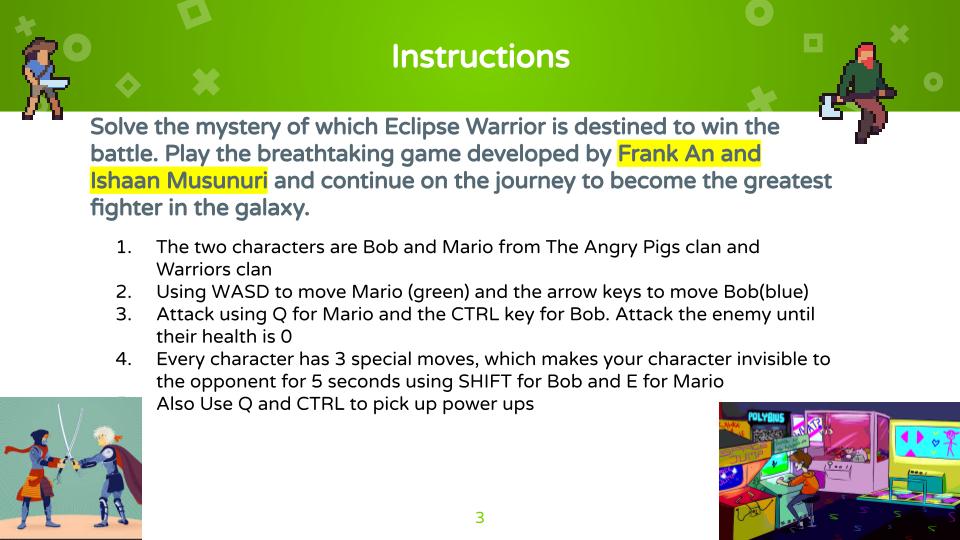 Instructions
Solve the mystery of which Eclipse Warrior is destined to win the
battle. Play the breathtaking game developed by Frank An and
Ishaan Musunuri and continue on the journey to become the greatest
fighter in the galaxy.
1. The two characters are Bob and Mario from The Angry Pigs clan and
Warriors clan
2. Using WASD to move Mario (green) and the arrow keys to move Bob(blue)
3. Attack using Q for Mario and the CTRL key for Bob. Attack the enemy until
their health is 0
4. Every character has 3 special moves, which makes your character invisible to
the opponent for 5 seconds using SHIFT for Bob and E for Mario
Also Use Q and CTRL to pick up power ups
POLYBIUS
JUMP
3